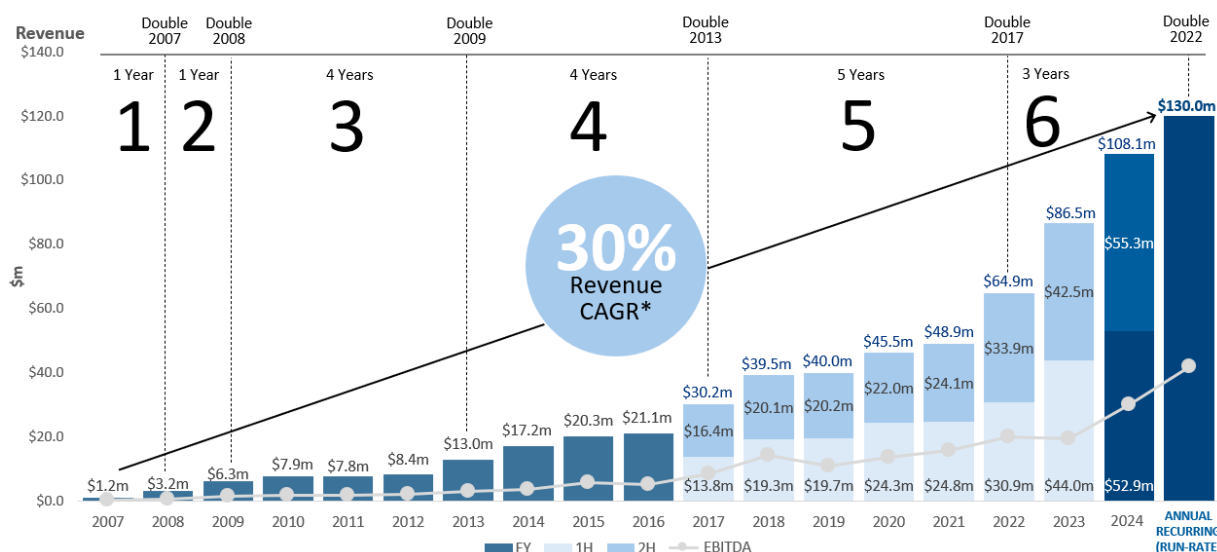 Revenue
Double
2007
Double
2008
Double
2009
Double
2013
Double
2017
Double
2022
$140.0
$120.0
$100.0
$80.0
$60.0
$40.0
$20.0
$0.0
$m
1 Year
1 Year
4 Years
4 Years
5 Years
3 Years
1
2
3
4
5
6
30%
Revenue
CAGR*
$1.2m
$3.2m
$6.3m
$7.9m
$7.8m
$8.4m
$13.0m
$17.2m
$20.3m
$21.1m
$30.2m
$16.4m
$13.8m
$39.5m
$20.1m
$19.3m
$40.0m
$20.2m
$19.7m
$45.5m
$22.0m
$24.3m
$48.9m
$24.1m
$24.8m
$64.9m
$33.9m
$30.9m
$86.5m
$42.5m
$44.0m
$108.1m
$55.3m
$52.9m
$130.0m
2007 2008 2009 2010 2011 2012 2013 2014 2015 2016 2017 2018 2019 2020 2021 2022 2023 2024
ANNUAL
RECURRING
(RUN-RATE
FY 1H 2H EBITDA